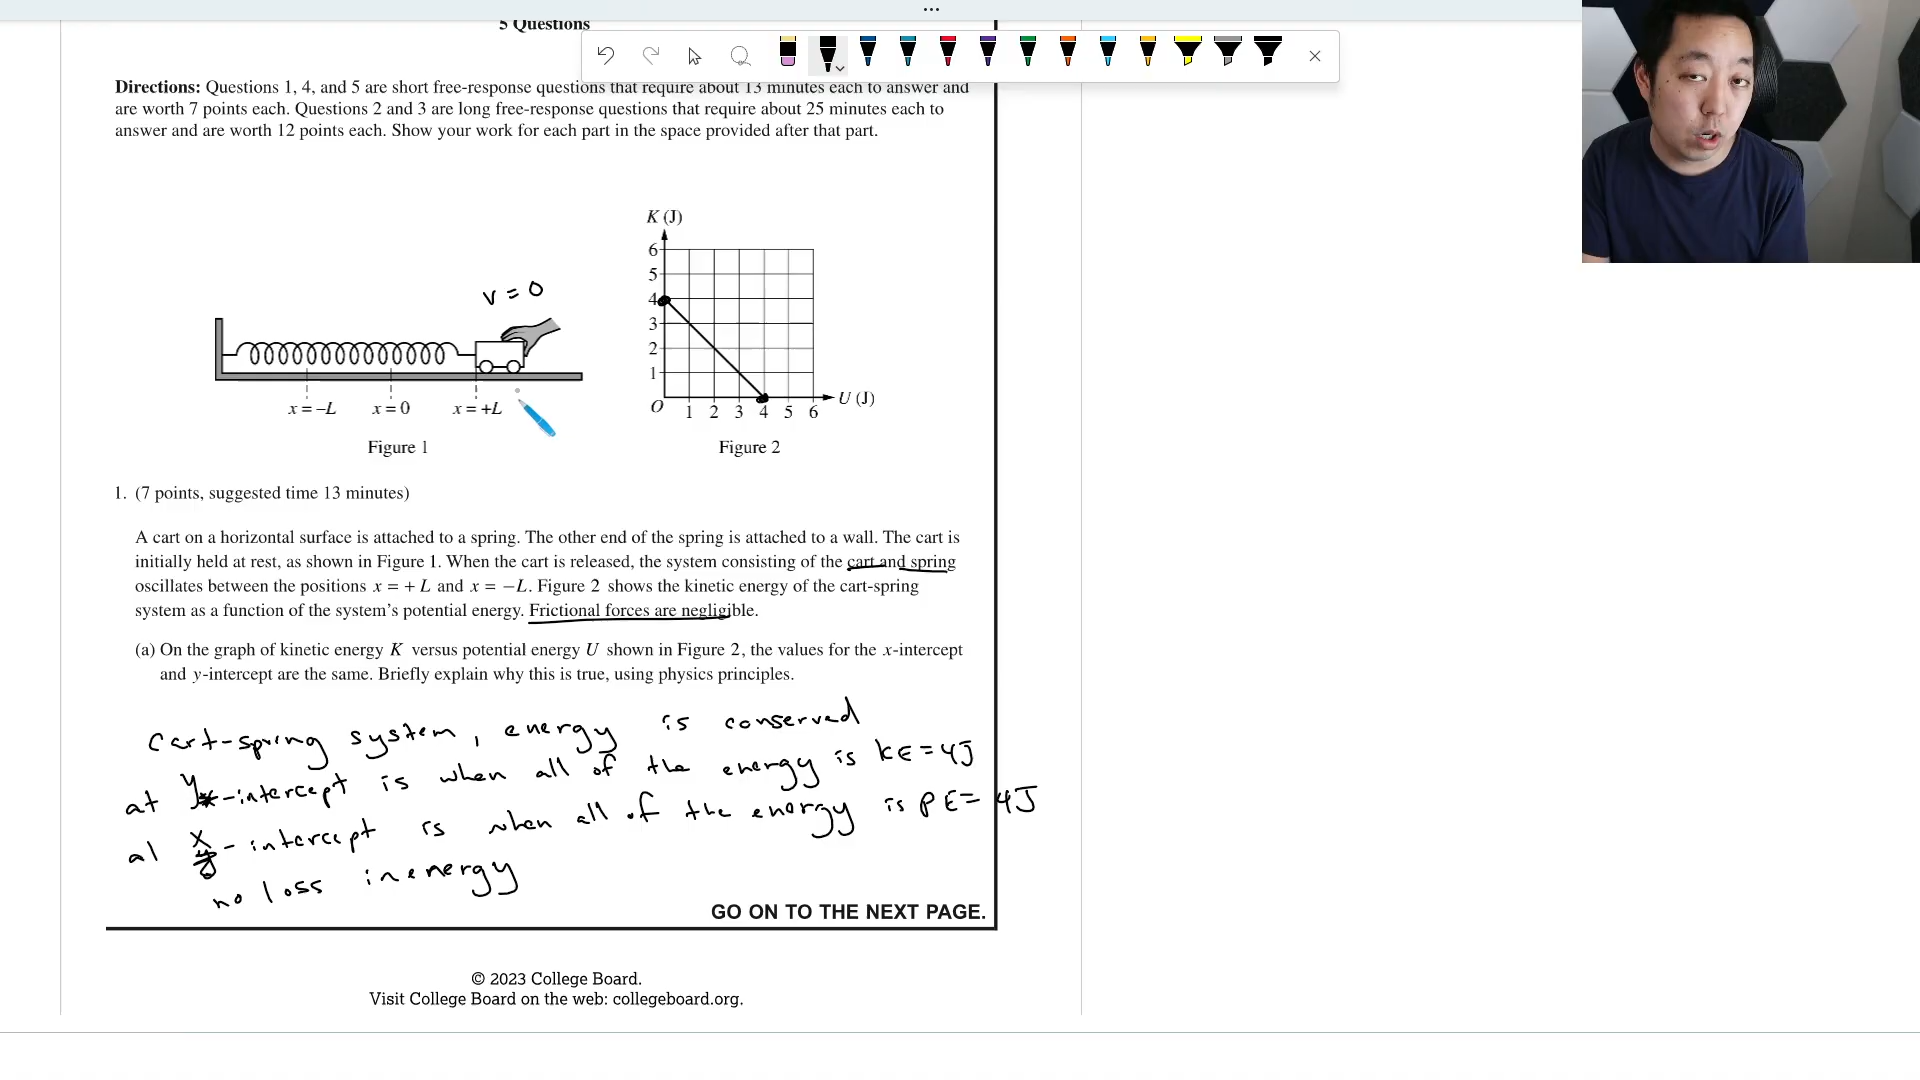 ...
5 Questions
Directions: Questions 1, 4, and 5 are short free-response questions that require about 13 minutes each to answer and
are worth 7 points each. Questions 2 and 3 are long free-response questions that require about 25 minutes each to
answer and are worth 12 points each. Show your work for each part in the space provided after that part.
K (J)
6
5
4
3
2
1
O
1 2 3 4 5 6
U (J)
v = 0
x = –L
x = 0
x = +L
Figure 1
Figure 2
1. (7 points, suggested time 13 minutes)
A cart on a horizontal surface is attached to a spring. The other end of the spring is attached to a wall. The cart is
initially held at rest, as shown in Figure 1. When the cart is released, the system consisting of the cart and spring
oscillates between the positions x = + L and x = −L. Figure 2 shows the kinetic energy of the cart-spring
system as a function of the system’s potential energy. Frictional forces are negligible.
(a) On the graph of kinetic energy K versus potential energy U shown in Figure 2, the values for the x-intercept
and y-intercept are the same. Briefly explain why this is true, using physics principles.
cart-spring system, energy is conserved
at y-intercept is when all of the energy is KE = 4J
at x-intercept is when all of the energy is PE = 4J
no loss in energy
GO ON TO THE NEXT PAGE.
© 2023 College Board.
Visit College Board on the web: collegeboard.org.